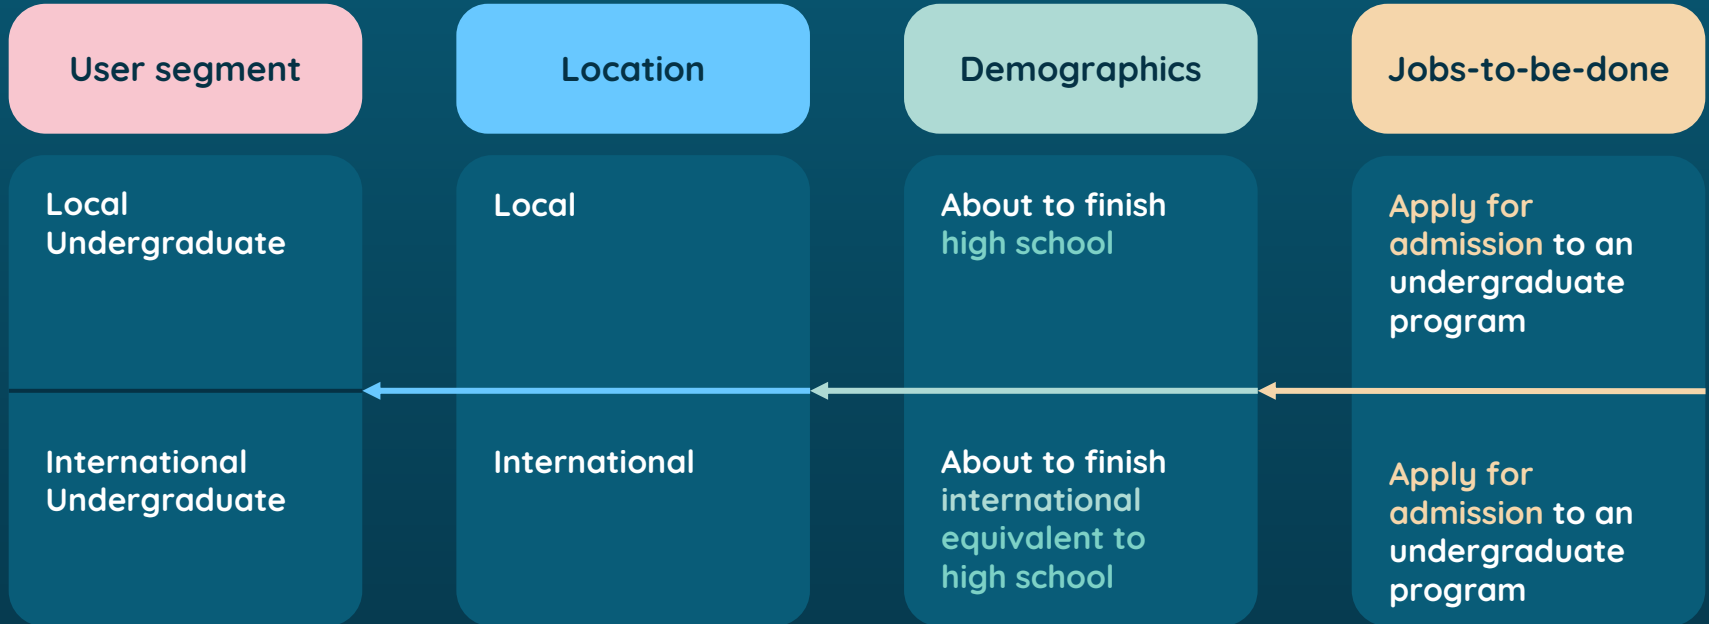 User segment
Location
Demographics
Jobs-to-be-done
Local
Undergraduate
Local
About to finish
high school
Apply for
admission to an
undergraduate
program
International
Undergraduate
International
About to finish
international
equivalent to
high school
Apply for
admission to an
undergraduate
program